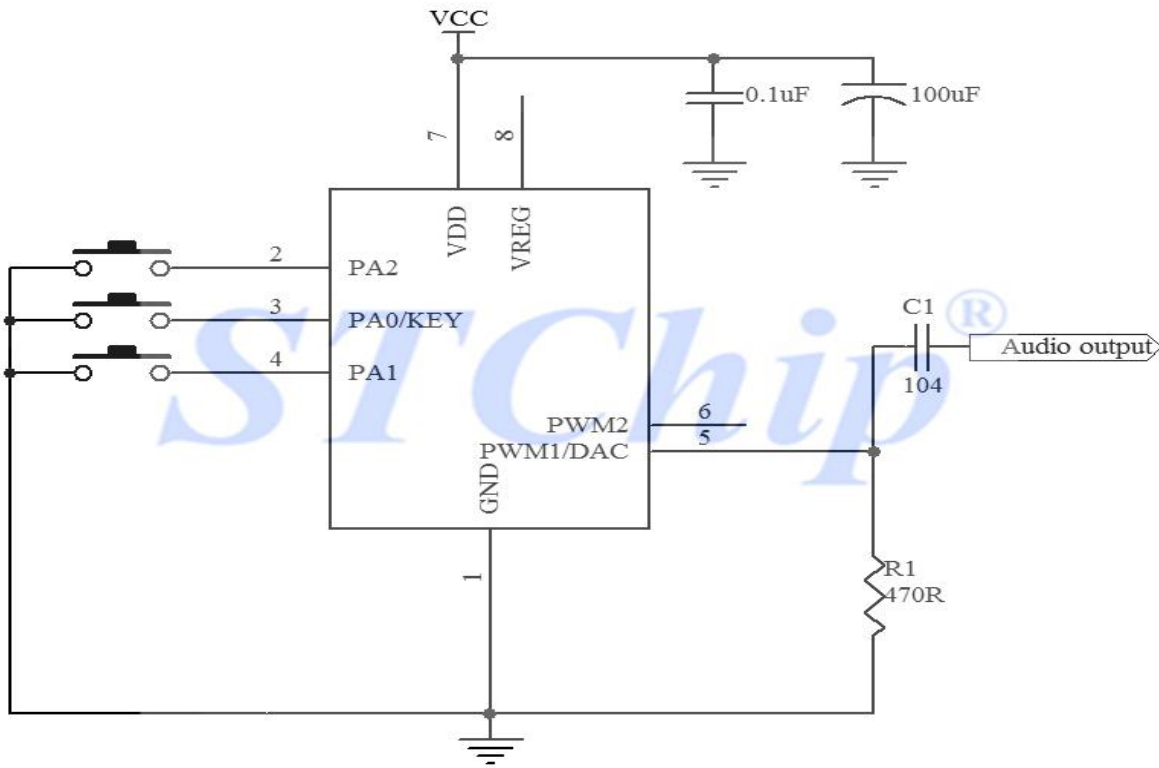 VCC
0.1uF
100uF
7
8
VDD
VREG
2
PA2
3
PA0/KEY
4
PA1
STChip®
C1
104
Audio output
PWM2
6
PWM1/DAC
5
GND
1
R1
470R